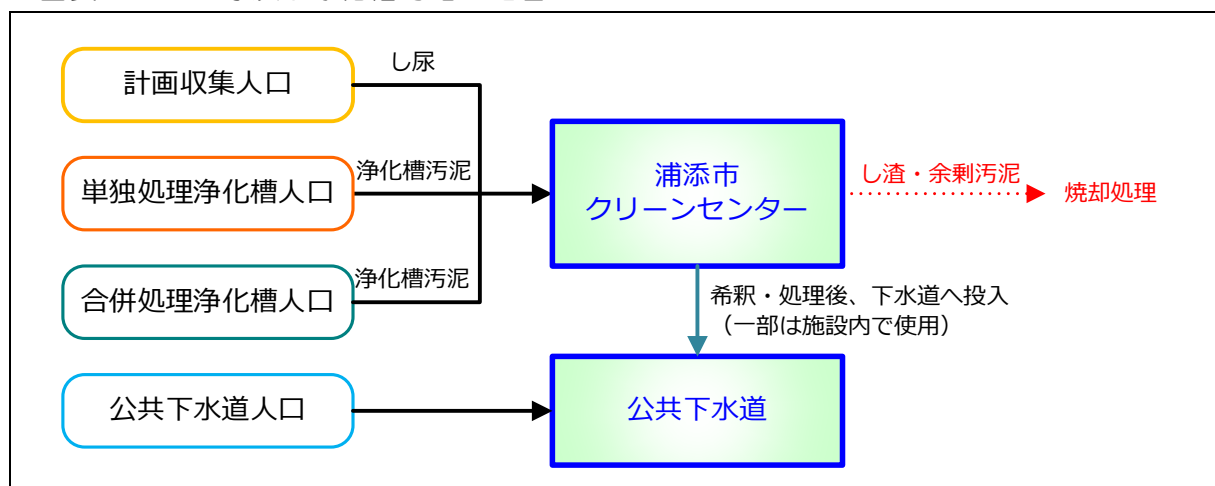 計画収集人口
し尿
単独処理浄化槽人口
浄化槽汚泥
浦添市
クリーンセンター
し渣・余剰汚泥
焼却処理
合併処理浄化槽人口
浄化槽汚泥
希釈・処理後、下水道へ投入
（一部は施設内で使用）
公共下水道人口
公共下水道